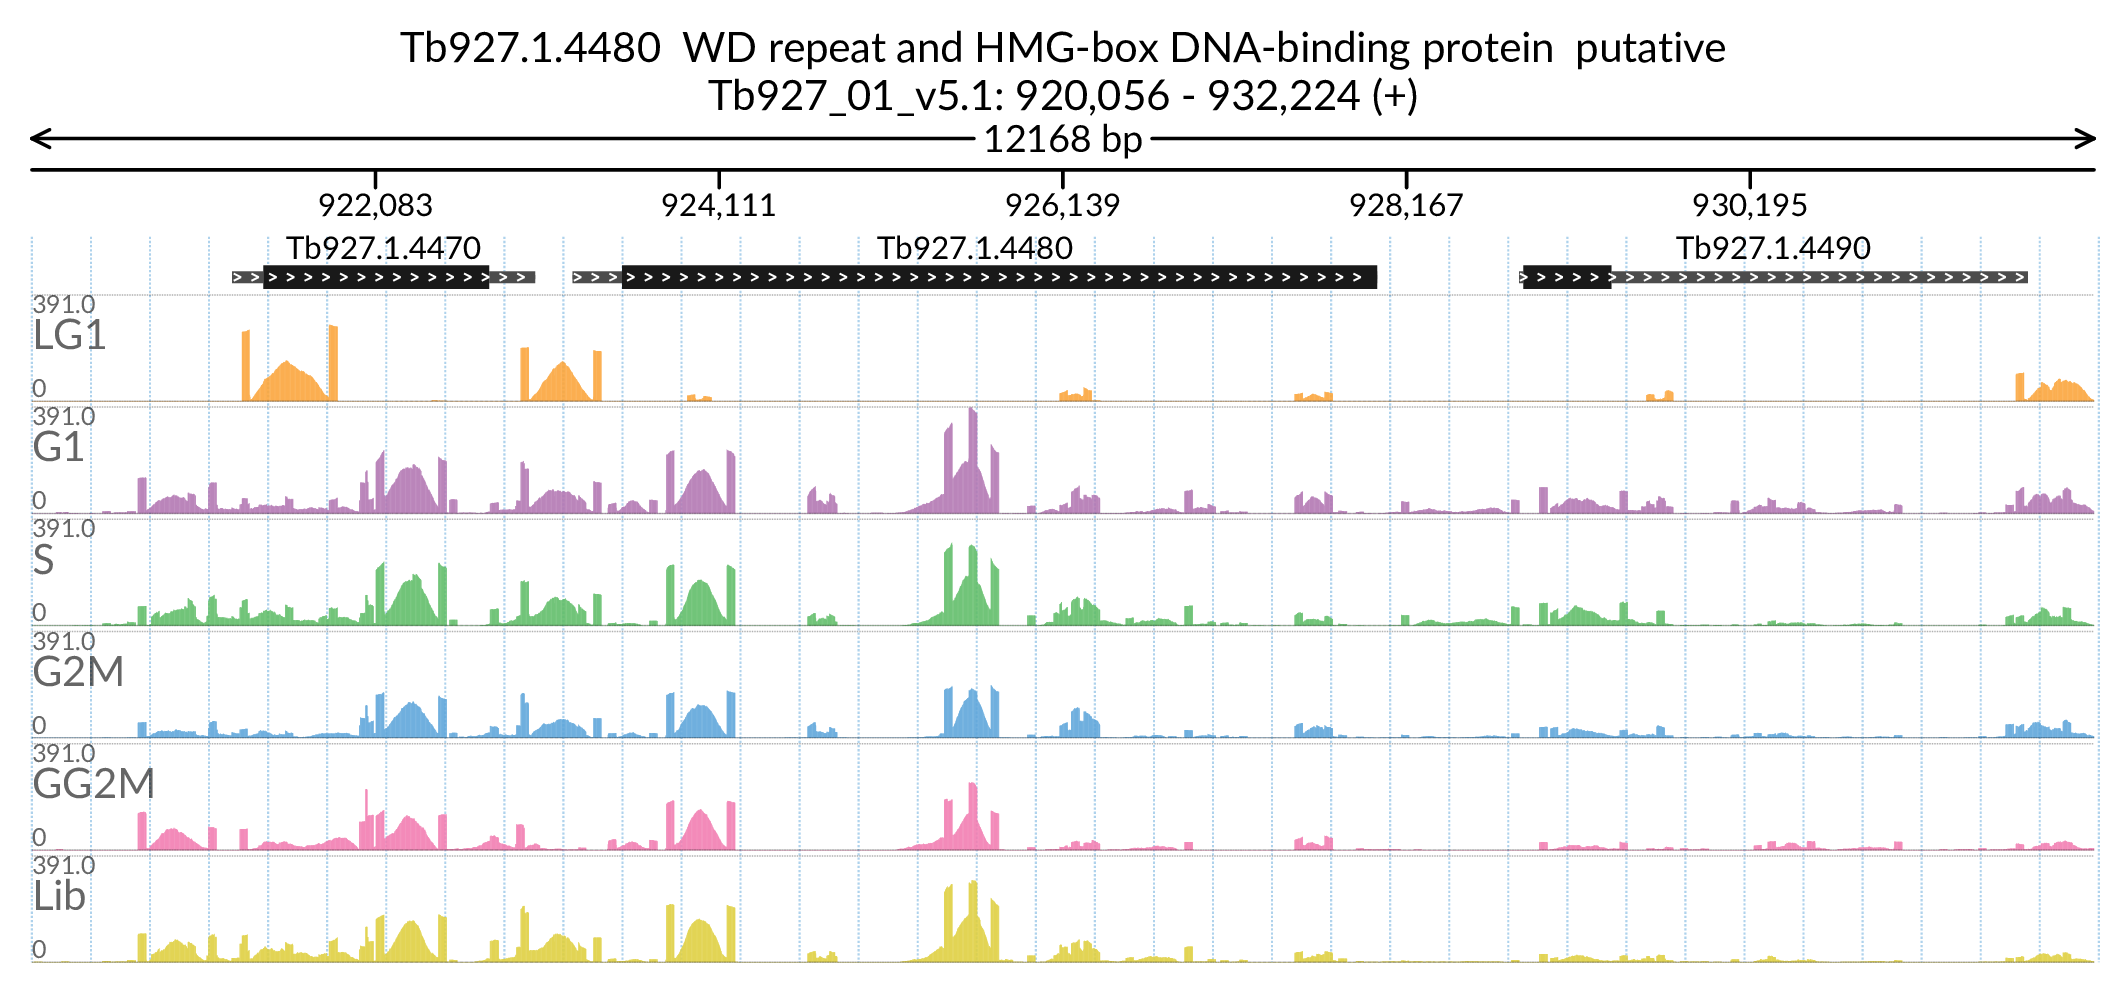 Tb927.1.4480  WD repeat and HMG-box DNA-binding protein  putative
Tb927_01_v5.1: 920,056 - 932,224 (+)
12168 bp
922,083 924,111 926,139 928,167 930,195
Tb927.1.4470 Tb927.1.4480 Tb927.1.4490
391.0
LG1
0
391.0
G1
0
391.0
S
0
391.0
G2M
0
391.0
GG2M
0
391.0
Lib
0